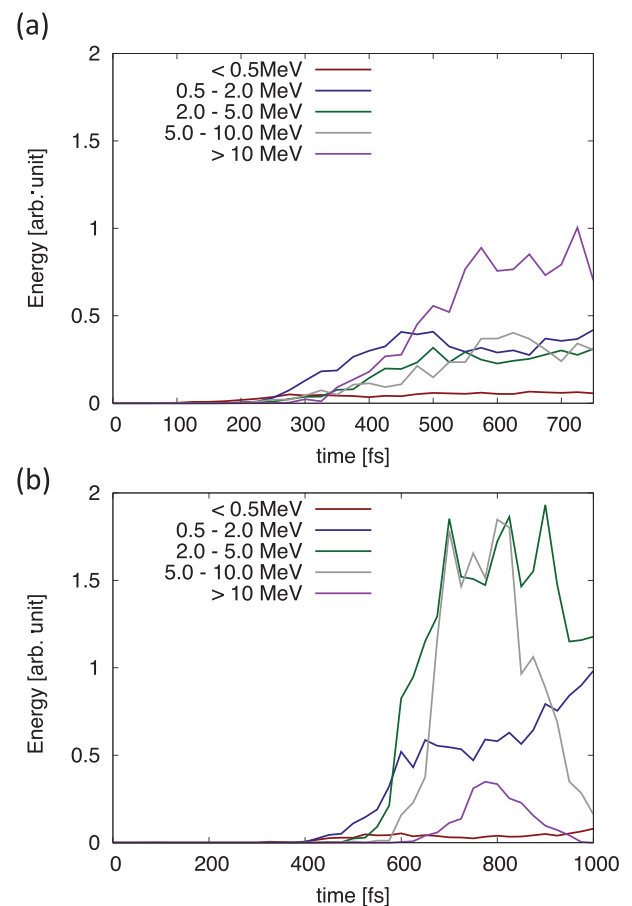 (a)
2
1.5
1
0.5
0
Energy [arb. unit]
< 0.5MeV
0.5 - 2.0 MeV
2.0 - 5.0 MeV
5.0 - 10.0 MeV
> 10 MeV
0 100 200 300 400 500 600 700
time [fs]
(b)
2
1.5
1
0.5
0
Energy [arb. unit]
< 0.5MeV
0.5 - 2.0 MeV
2.0 - 5.0 MeV
5.0 - 10.0 MeV
> 10 MeV
0 200 400 600 800 1000
time [fs]